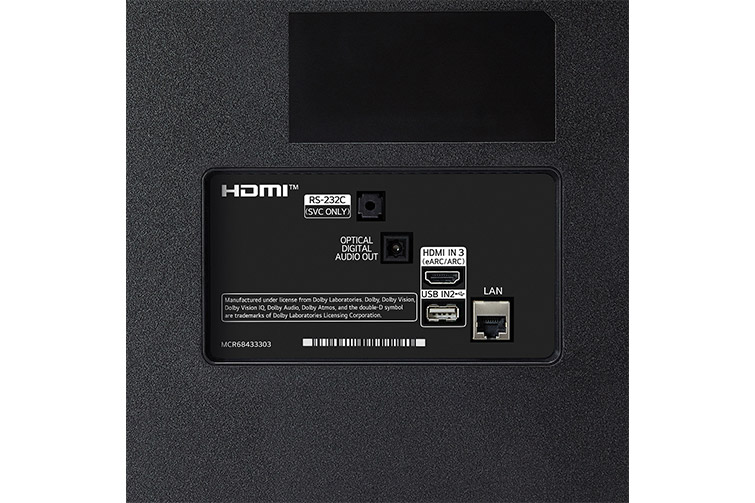 HDMI™
RS-232C
(SVC ONLY)
OPTICAL
DIGITAL
AUDIO OUT
HDMI IN 3
(eARC/ARC)
USB IN2
LAN
Manufactured under license from Dolby Laboratories. Dolby, Dolby Vision,
Dolby Vision IQ, Dolby Audio, Dolby Atmos, and the double-D symbol
are trademarks of Dolby Laboratories Licensing Corporation.
MCR68433303